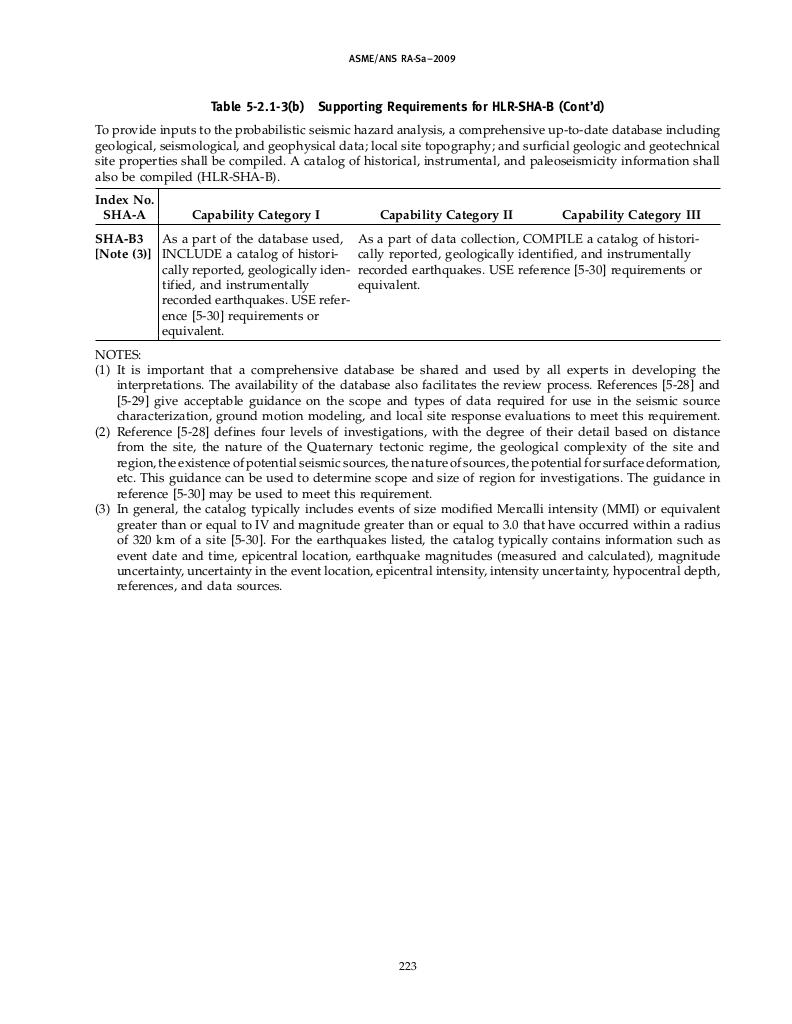 ASME/ANS RA-Sa–2009
Table 5-2.1-3(b) Supporting Requirements for HLR-SHA-B (Cont'd)
To provide inputs to the probabilistic seismic hazard analysis, a comprehensive up-to-date database including
geological, seismological, and geophysical data; local site topography; and surficial geologic and geotechnical
site properties shall be compiled. A catalog of historical, instrumental, and paleoseismicity information shall
also be compiled (HLR-SHA-B).
Index No.
SHA-A Capability Category I Capability Category II Capability Category III
SHA-B3
[Note (3)]
As a part of the database used,
INCLUDE a catalog of histori-
cally reported, geologically iden-
tified, and instrumentally
recorded earthquakes. USE refer-
ence [5-30] requirements or
equivalent.
As a part of data collection, COMPILE a catalog of histori-
cally reported, geologically identified, and instrumentally
recorded earthquakes. USE reference [5-30] requirements or
equivalent.
NOTES:
(1) It is important that a comprehensive database be shared and used by all experts in developing the
interpretations. The availability of the database also facilitates the review process. References [5-28] and
[5-29] give acceptable guidance on the scope and types of data required for use in the seismic source
characterization, ground motion modeling, and local site response evaluations to meet this requirement.
(2) Reference [5-28] defines four levels of investigations, with the degree of their detail based on distance
from the site, the nature of the Quaternary tectonic regime, the geological complexity of the site and
region, the existence of potential seismic sources, the nature of sources, the potential for surface deformation,
etc. This guidance can be used to determine scope and size of region for investigations. The guidance in
reference [5-30] may be used to meet this requirement.
(3) In general, the catalog typically includes events of size modified Mercalli intensity (MMI) or equivalent
greater than or equal to IV and magnitude greater than or equal to 3.0 that have occurred within a radius
of 320 km of a site [5-30]. For the earthquakes listed, the catalog typically contains information such as
event date and time, epicentral location, earthquake magnitudes (measured and calculated), magnitude
uncertainty, uncertainty in the event location, epicentral intensity, intensity uncertainty, hypocentral depth,
references, and data sources.
223